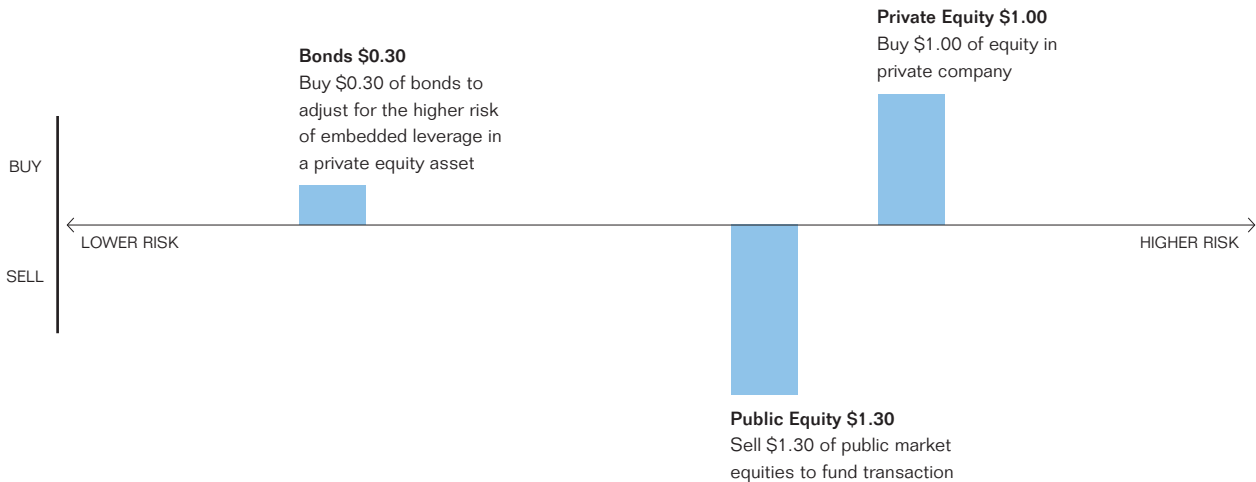 Private Equity $1.00
Buy $1.00 of equity in
private company
Bonds $0.30
Buy $0.30 of bonds to
adjust for the higher risk
of embedded leverage in
a private equity asset
BUY
LOWER RISK
HIGHER RISK
SELL
Public Equity $1.30
Sell $1.30 of public market
equities to fund transaction